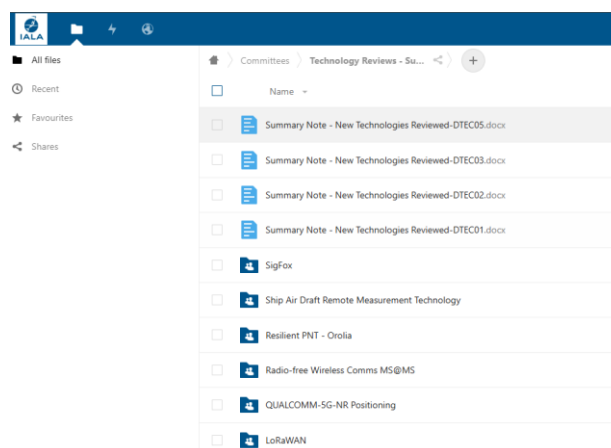 IALA
All files
Recent
Favourites
Shares
Committees Technology Reviews - Su...
+
Name
Summary Note - New Technologies Reviewed-DTEC05.docx
Summary Note - New Technologies Reviewed-DTEC03.docx
Summary Note - New Technologies Reviewed-DTEC02.docx
Summary Note - New Technologies Reviewed-DTEC01.docx
SigFox
Ship Air Draft Remote Measurement Technology
Resilient PNT - Orolia
Radio-free Wireless Comms MS@MS
QUALCOMM-5G-NR Positioning
LoRaWAN